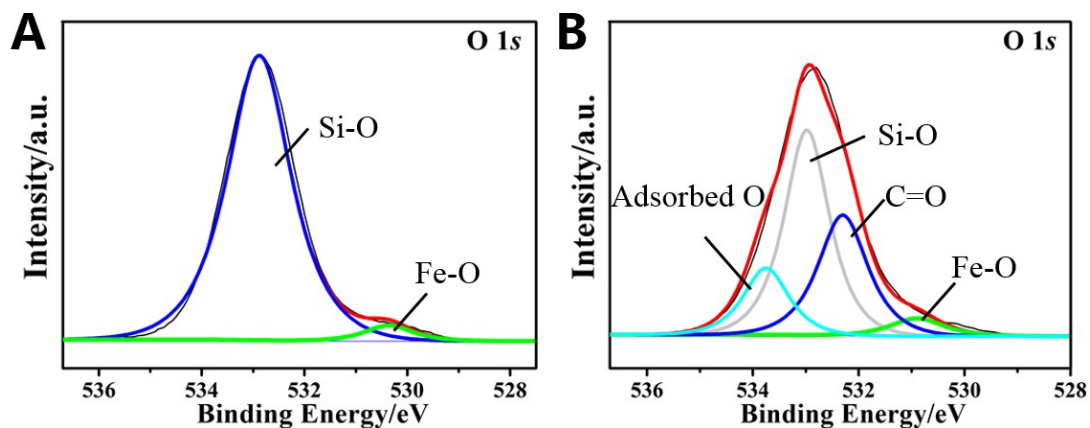 A
O 1s
Si-O
Fe-O
Intensity/a.u.
536 534 532 530 528
Binding Energy/eV
B
O 1s
Si-O
Adsorbed O
C=O
Fe-O
Intensity/a.u.
536 534 532 530 528
Binding Energy/eV